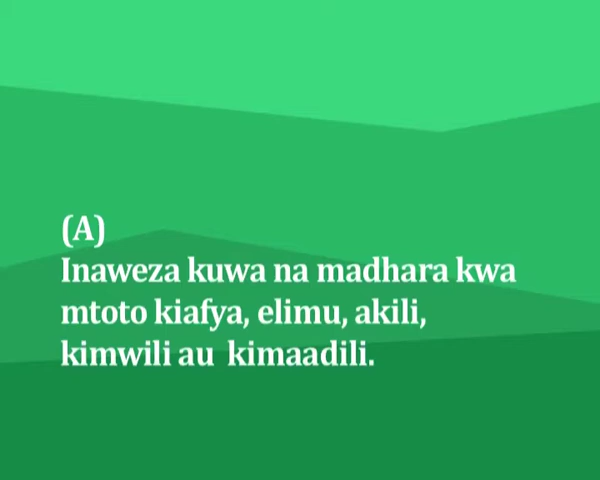 (A)
Inaweza kuwa na madhara kwa
mtoto kiafya, elimu, akili,
kimwili au kimaadili.